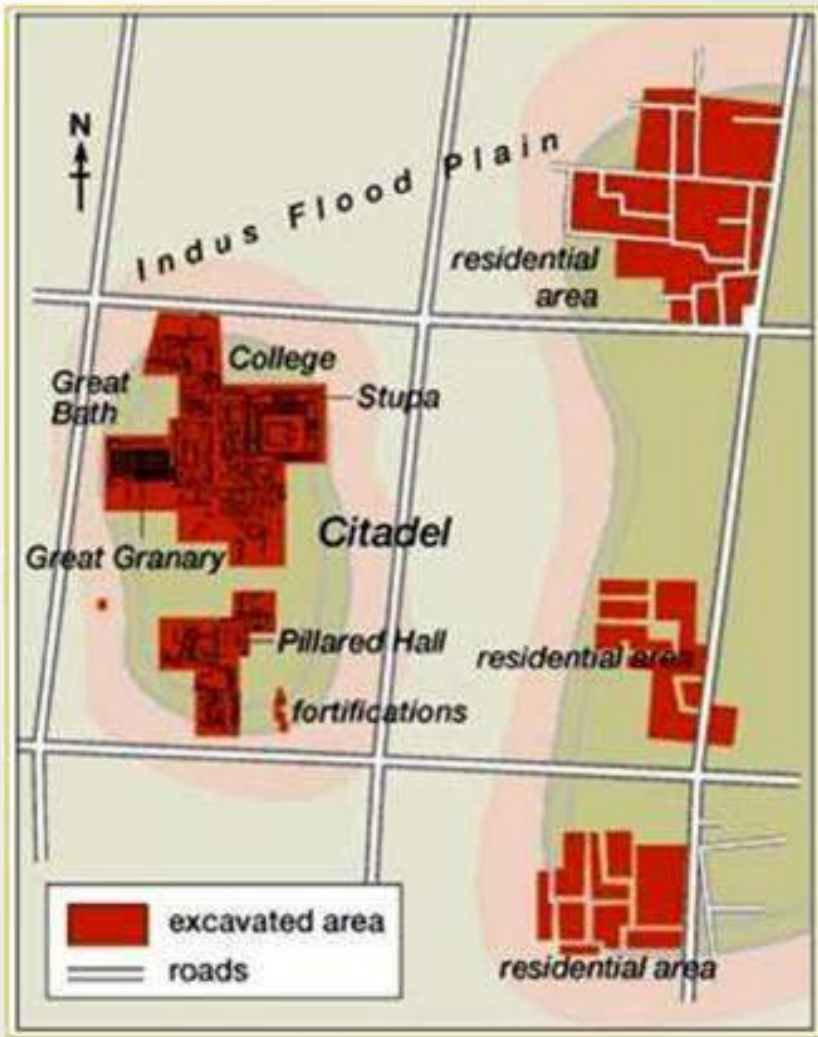 N
Indus Flood Plain
residential
area
College
Great
Bath
Stupa
Citadel
Great Granary
Pillared Hall
residential area
fortifications
excavated area
roads
residential area